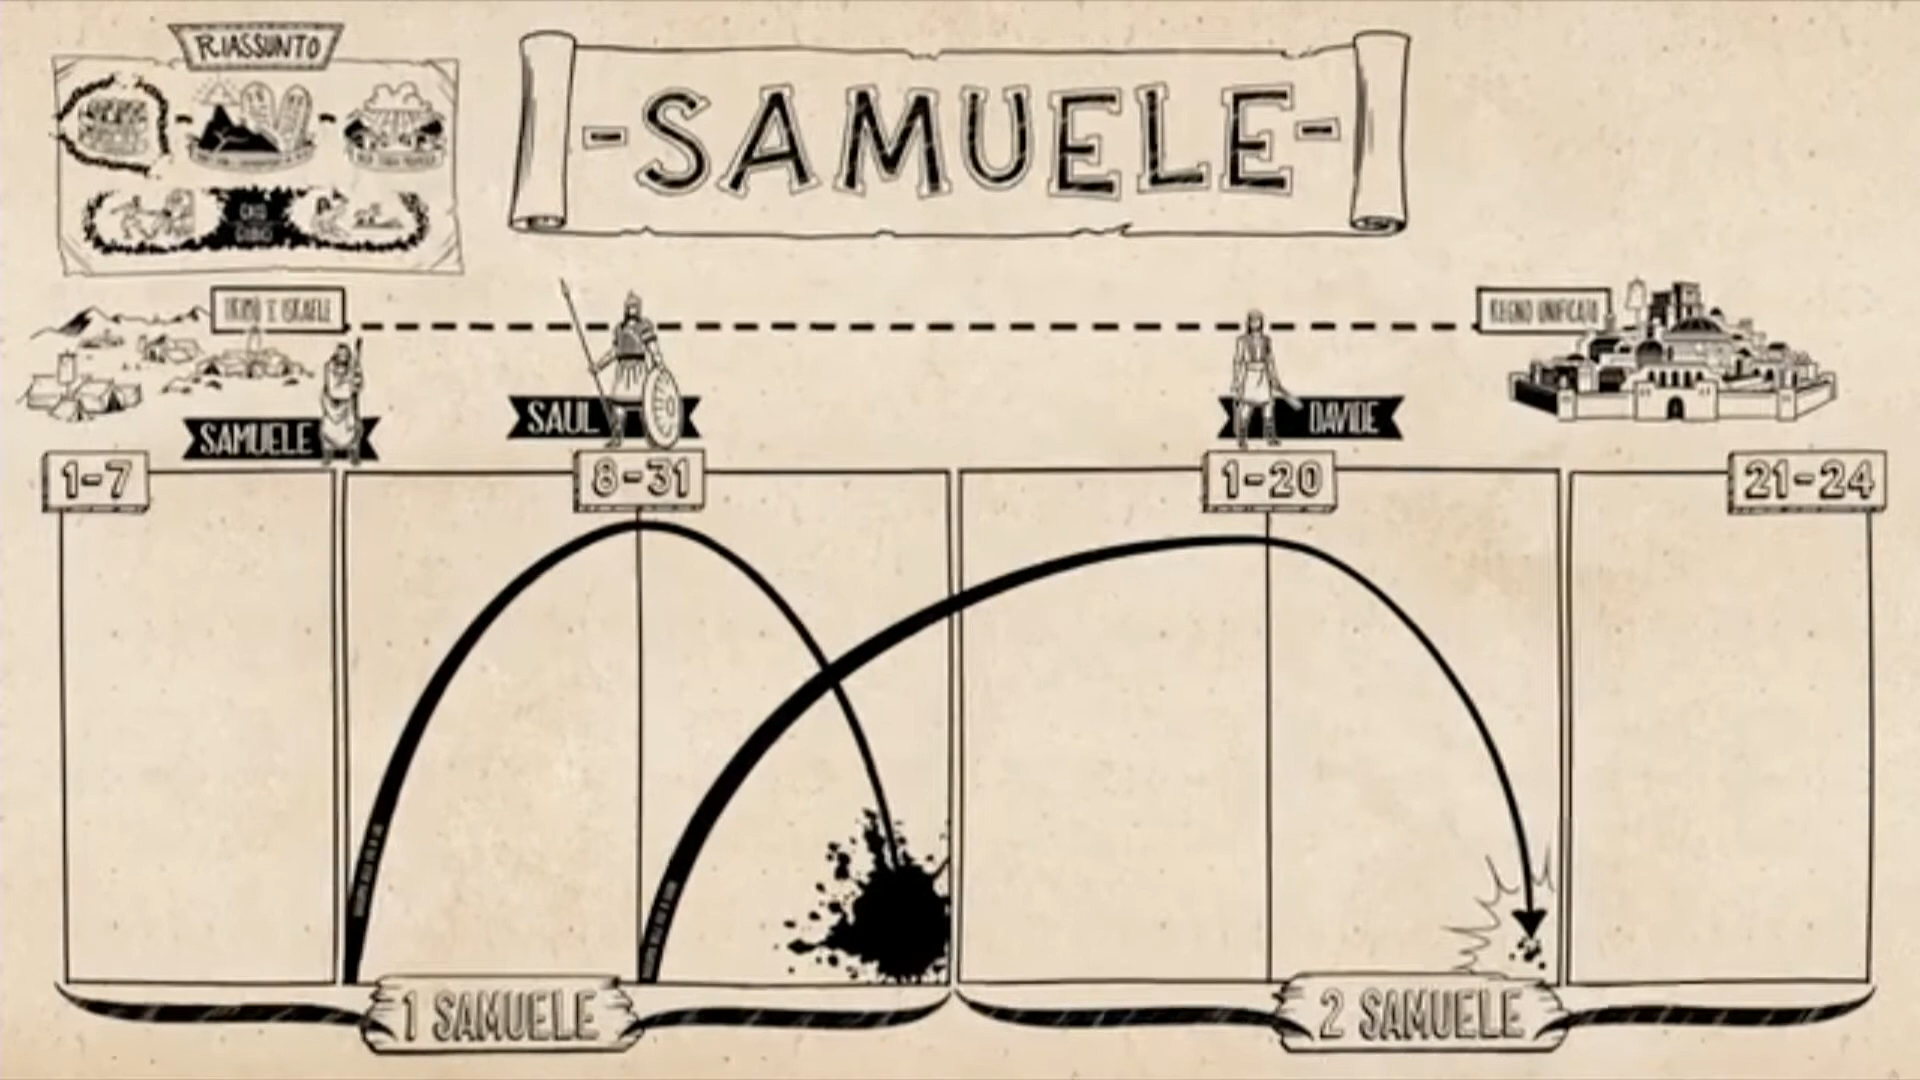 RIASSUNTO
-SAMUELE-
REGNO UNIFICATO
SAMUELE
SAUL
DAVIDE
1-7
8-31
1-20
21-24
1 SAMUELE
2 SAMUELE